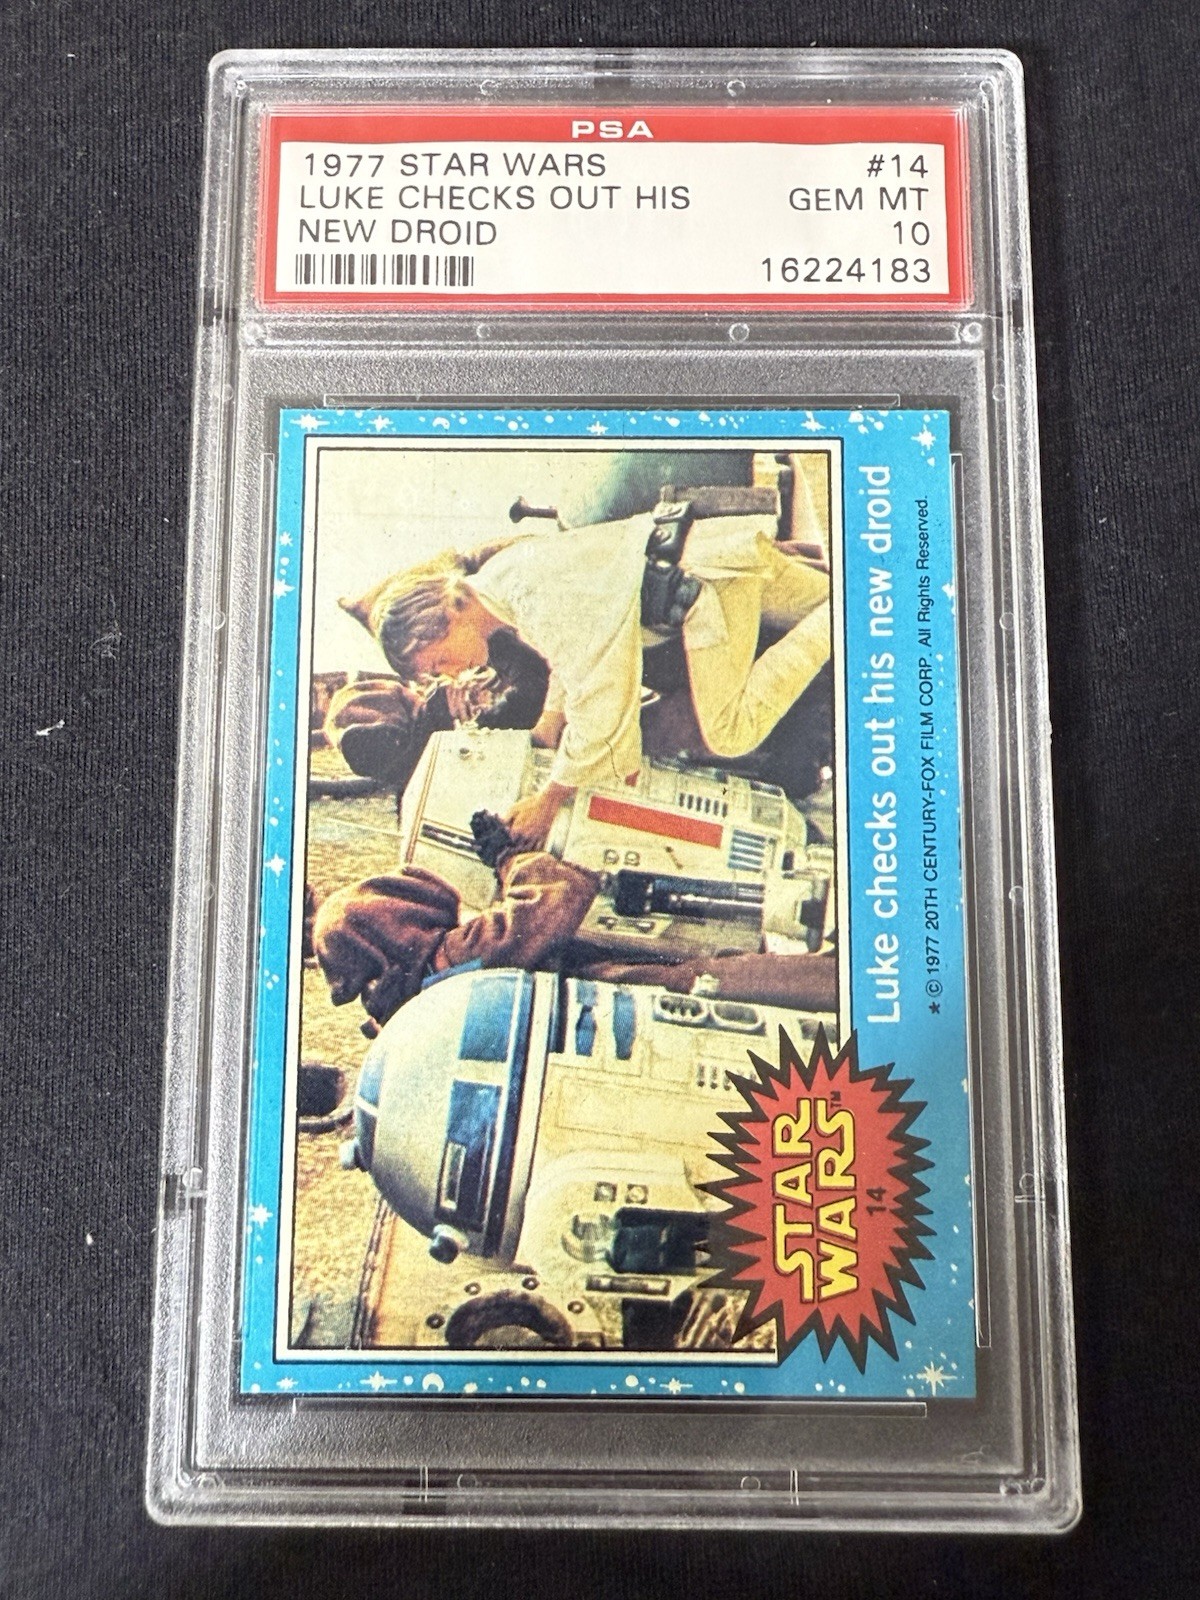 PSA
1977 STAR WARS #14
LUKE CHECKS OUT HIS GEM MT
NEW DROID 10
16224183
Luke checks out his new droid
★ © 1977 20TH CENTURY-FOX FILM CORP. All Rights Reserved.
STAR
WARS™
14